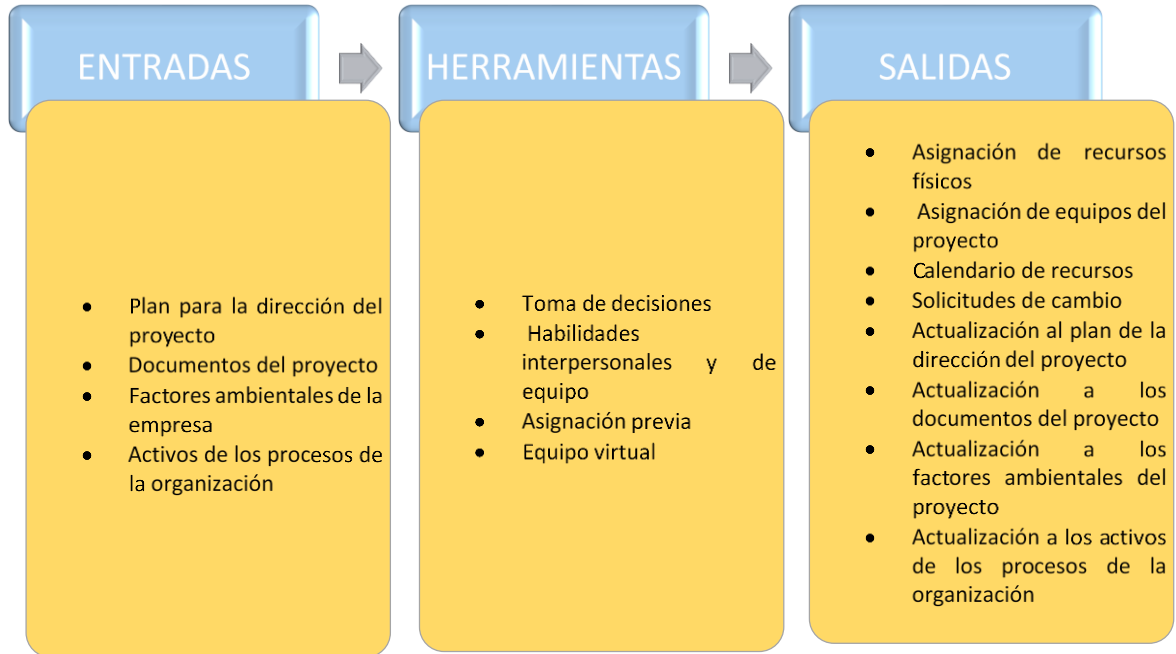 ENTRADAS
• Plan para la dirección del
proyecto
• Documentos del proyecto
• Factores ambientales de la
empresa
• Activos de los procesos de
la organización
HERRAMIENTAS
• Toma de decisiones
• Habilidades
interpersonales y de
equipo
• Asignación previa
• Equipo virtual
SALIDAS
• Asignación de recursos
físicos
• Asignación de equipos del
proyecto
• Calendario de recursos
• Solicitudes de cambio
• Actualización al plan de la
dirección del proyecto
• Actualización a los
documentos del proyecto
• Actualización a los
factores ambientales del
proyecto
• Actualización a los activos
de los procesos de la
organización